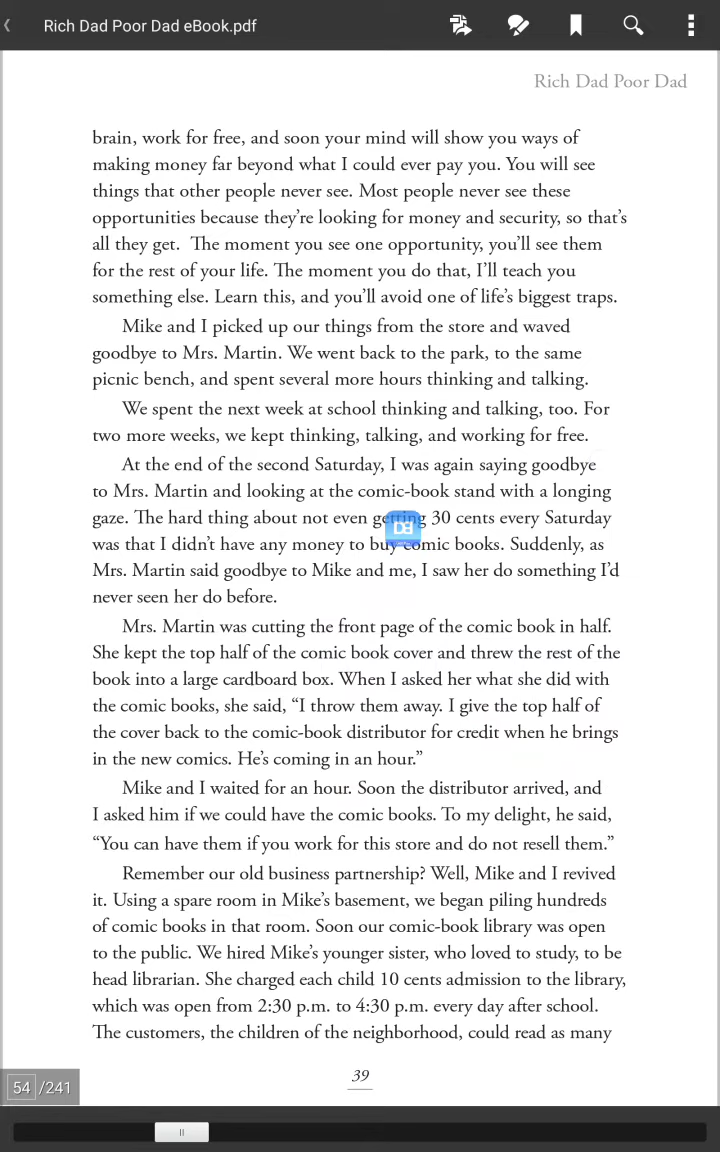 Rich Dad Poor Dad eBook.pdf
Rich Dad Poor Dad
brain, work for free, and soon your mind will show you ways of
making money far beyond what I could ever pay you. You will see
things that other people never see. Most people never see these
opportunities because they’re looking for money and security, so that’s
all they get.  The moment you see one opportunity, you’ll see them
for the rest of your life. The moment you do that, I’ll teach you
something else. Learn this, and you’ll avoid one of life’s biggest traps.
Mike and I picked up our things from the store and waved
goodbye to Mrs. Martin. We went back to the park, to the same
picnic bench, and spent several more hours thinking and talking.
We spent the next week at school thinking and talking, too. For
two more weeks, we kept thinking, talking, and working for free.
At the end of the second Saturday, I was again saying goodbye
to Mrs. Martin and looking at the comic-book stand with a longing
gaze. The hard thing about not even getting 30 cents every Saturday
was that I didn’t have any money to buy comic books. Suddenly, as
Mrs. Martin said goodbye to Mike and me, I saw her do something I’d
never seen her do before.
Mrs. Martin was cutting the front page of the comic book in half.
She kept the top half of the comic book cover and threw the rest of the
book into a large cardboard box. When I asked her what she did with
the comic books, she said, “I throw them away. I give the top half of
the cover back to the comic-book distributor for credit when he brings
in the new comics. He’s coming in an hour.”
Mike and I waited for an hour. Soon the distributor arrived, and
I asked him if we could have the comic books. To my delight, he said,
“You can have them if you work for this store and do not resell them.”
Remember our old business partnership? Well, Mike and I revived
it. Using a spare room in Mike’s basement, we began piling hundreds
of comic books in that room. Soon our comic-book library was open
to the public. We hired Mike’s younger sister, who loved to study, to be
head librarian. She charged each child 10 cents admission to the library,
which was open from 2:30 p.m. to 4:30 p.m. every day after school.
The customers, the children of the neighborhood, could read as many
39
54 /241